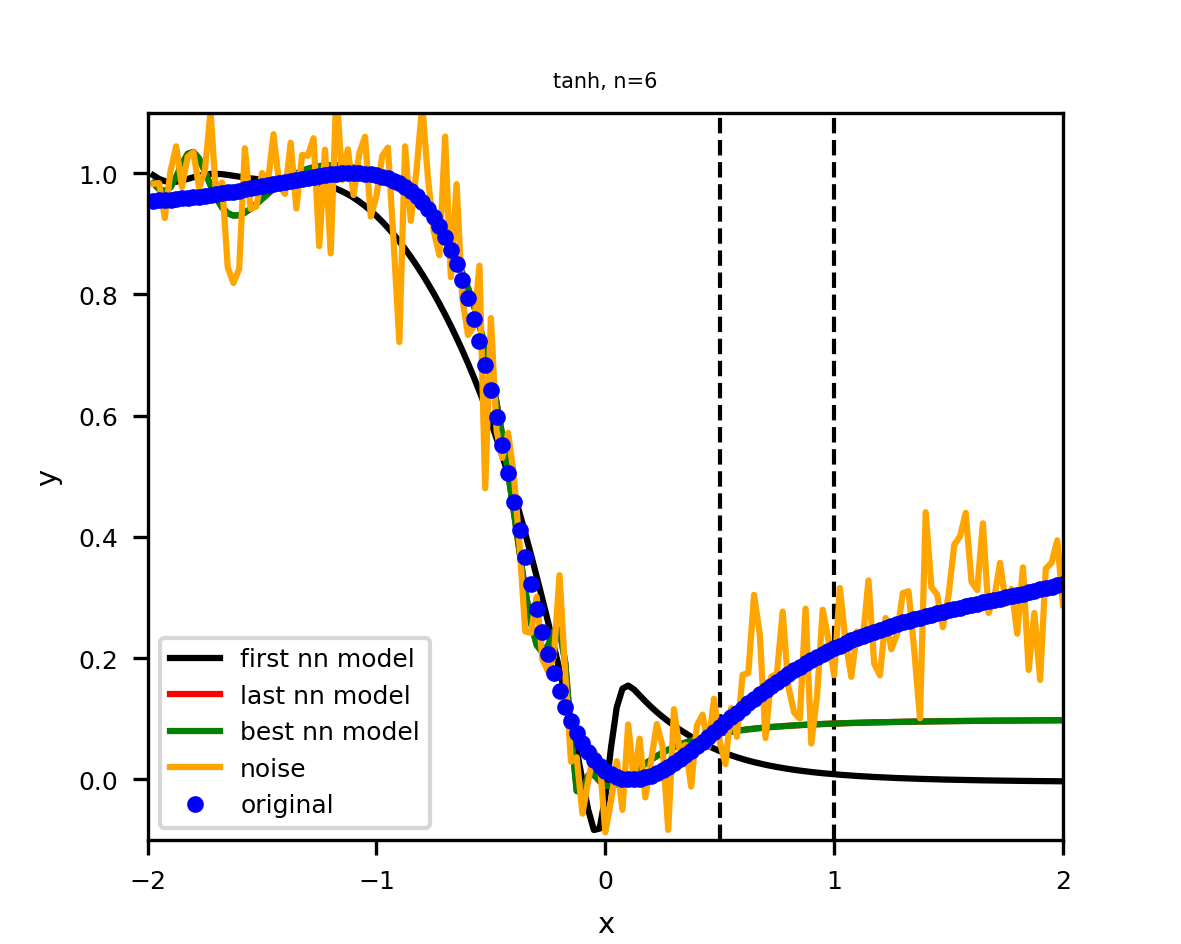 tanh, n=6
1.0
0.8
0.6
0.4
0.2
0.0
y
first nn model
last nn model
best nn model
noise
original
−2
−1
0
1
2
x